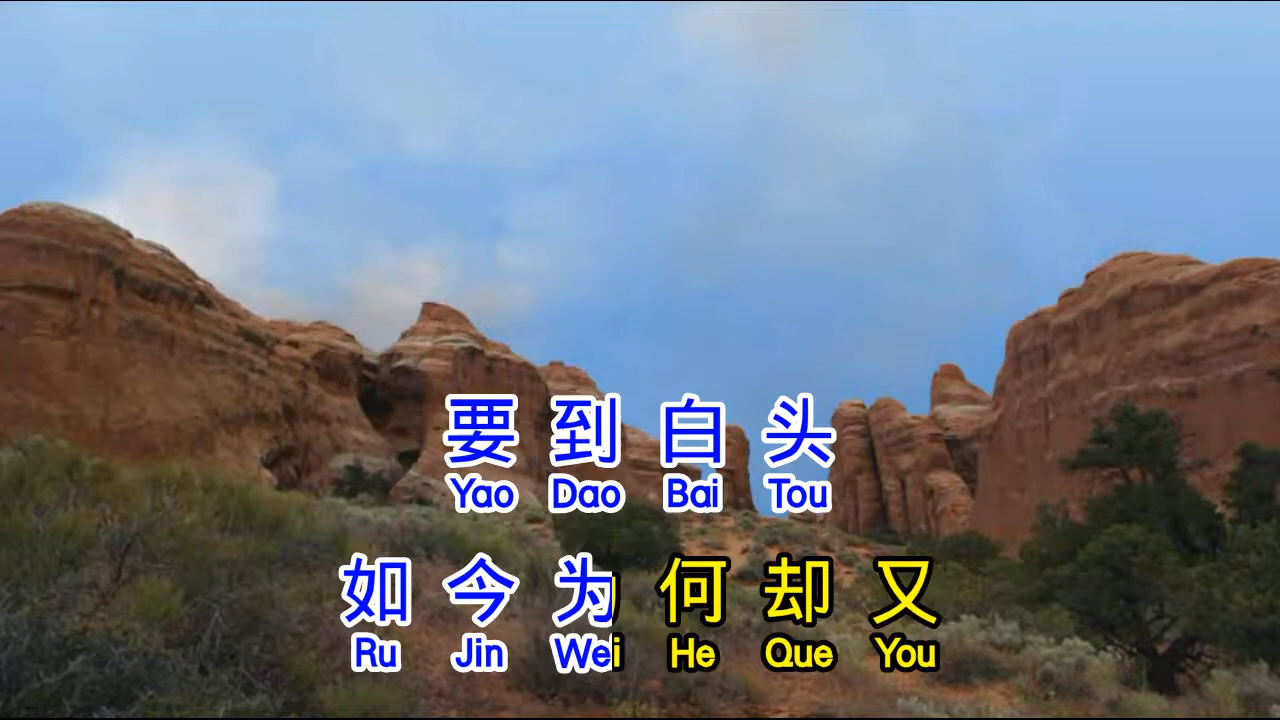 要 到 白 头
Yao Dao Bai Tou
如 今 为 何 却 又
Ru Jin Wei He Que You